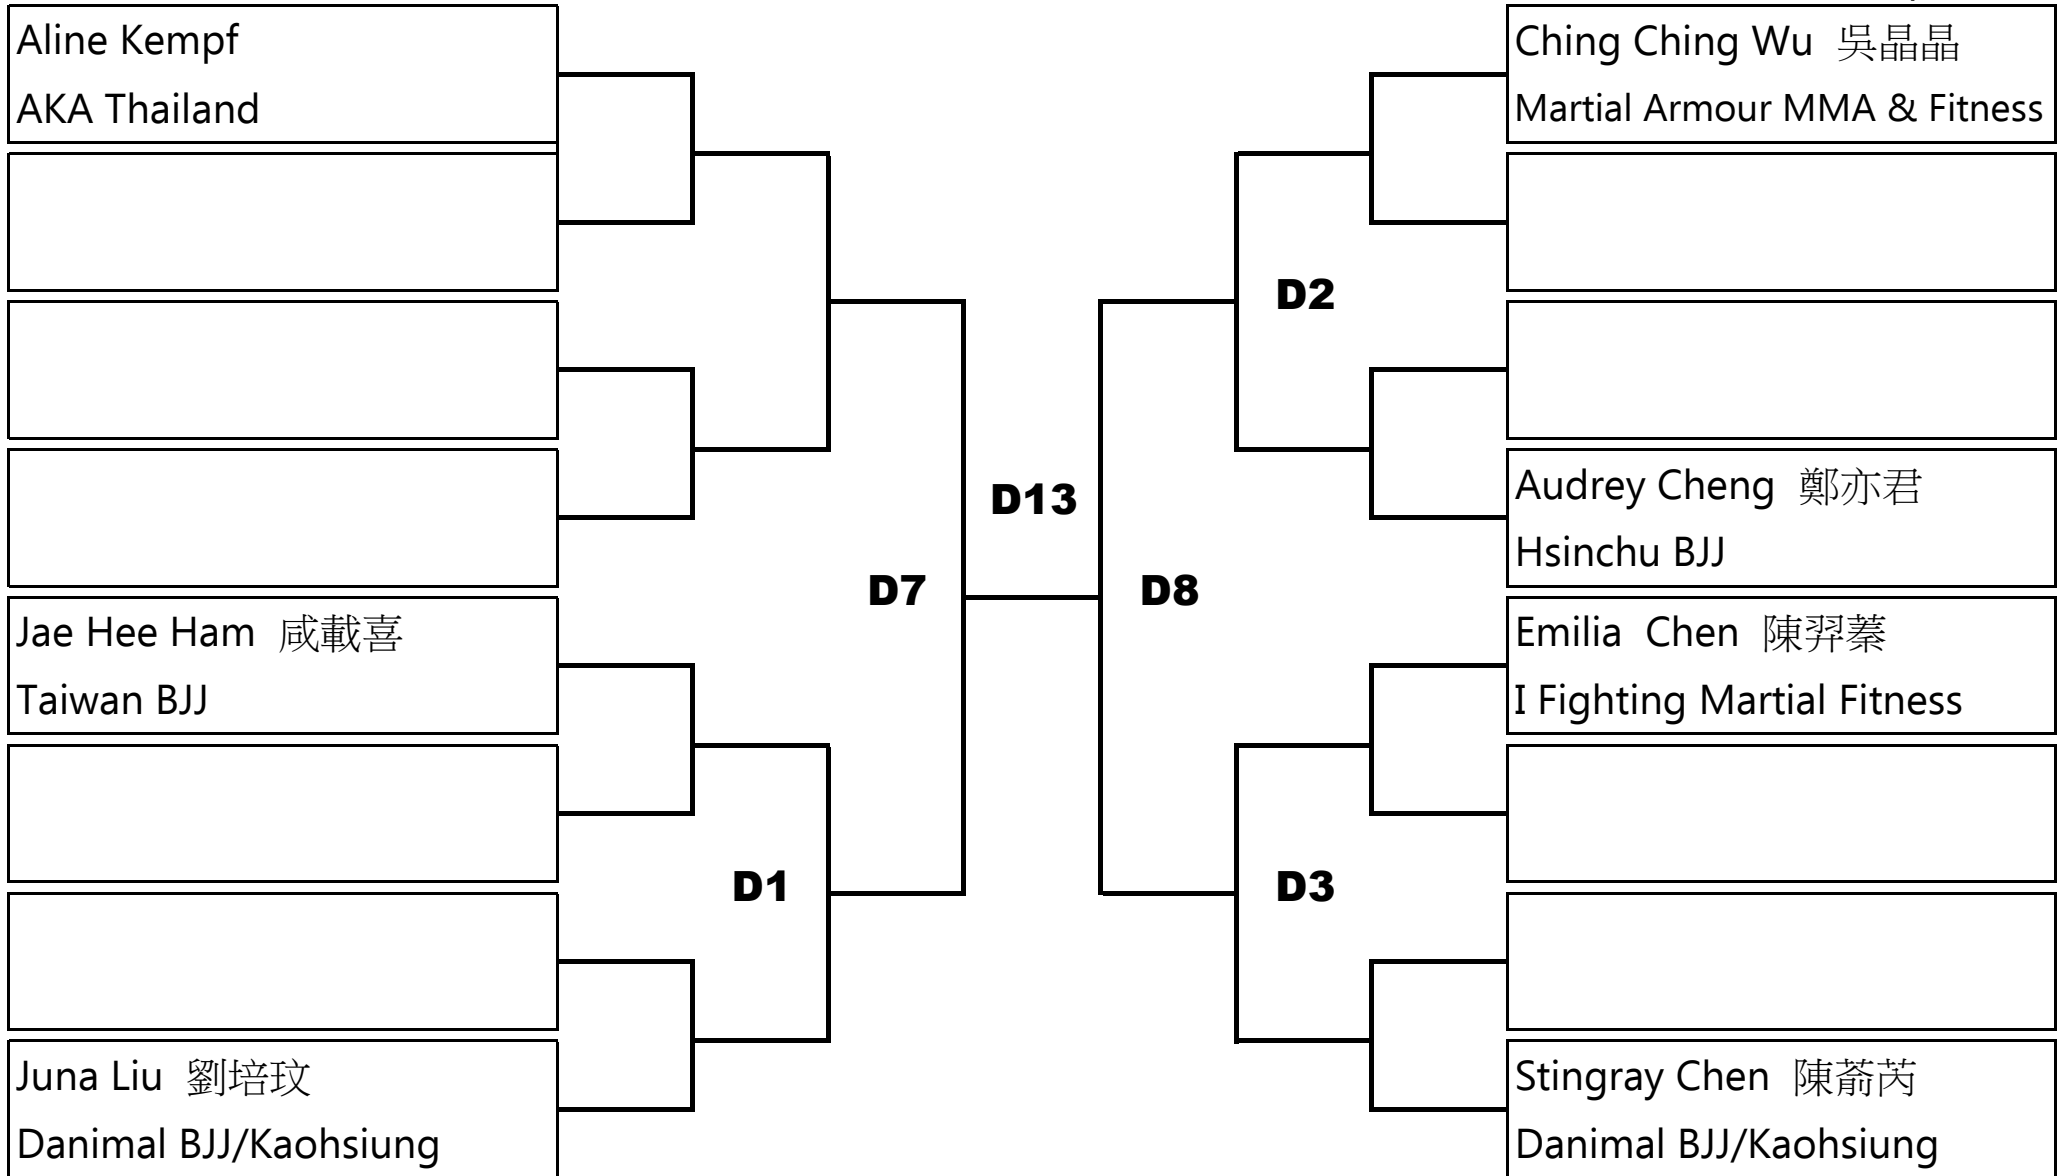 Aline Kempf
AKA Thailand
Jae Hee Ham 咸載喜
Taiwan BJJ
Juna Liu 劉培玟
Danimal BJJ/Kaohsiung
D1
D7
D13
D8
D2
D3
Ching Ching Wu 吳晶晶
Martial Armour MMA & Fitness
Audrey Cheng 鄭亦君
Hsinchu BJJ
Emilia Chen 陳羿蓁
I Fighting Martial Fitness
Stingray Chen 陳萮芮
Danimal BJJ/Kaohsiung